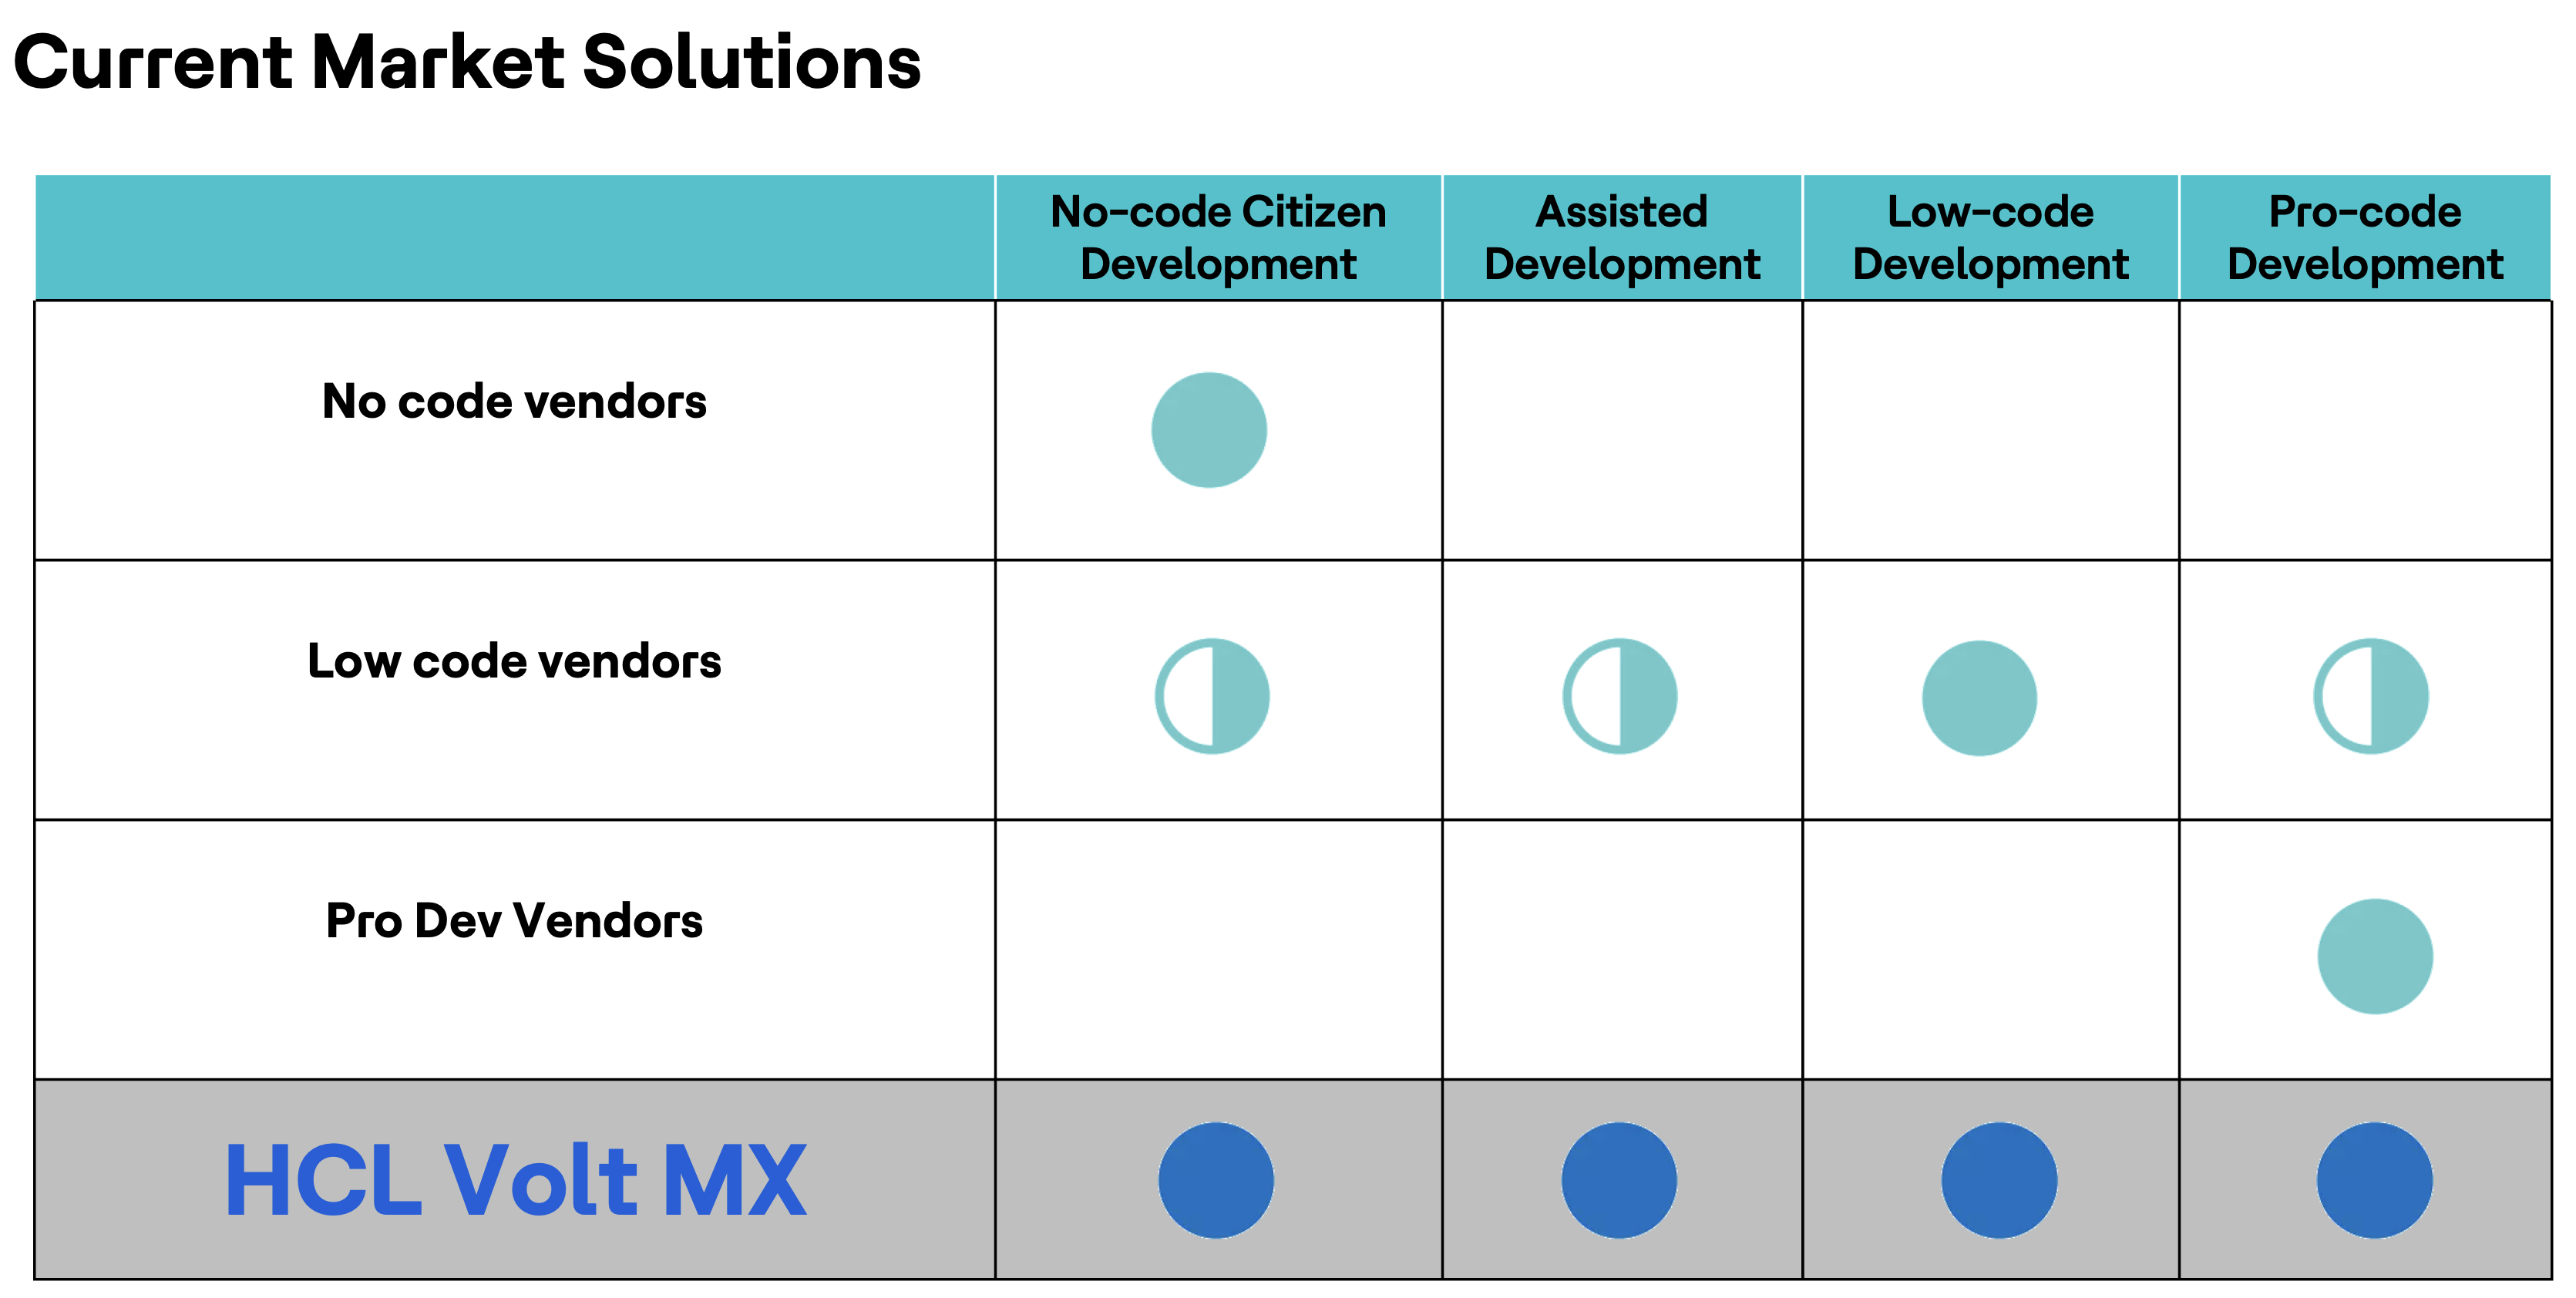 Current Market Solutions
No-code Citizen
Development
Assisted
Development
Low-code
Development
Pro-code
Development
No code vendors
Low code vendors
Pro Dev Vendors
HCL Volt MX